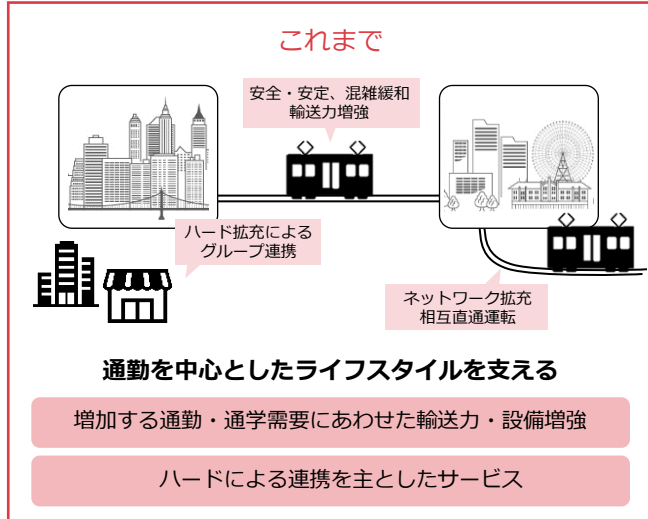 これまで
安全・安定、混雑緩和
輸送力増強
ハード拡充による
グループ連携
ネットワーク拡充
相互直通運転
通勤を中心としたライフスタイルを支える
増加する通勤・通学需要にあわせた輸送力・設備増強
ハードによる連携を主としたサービス